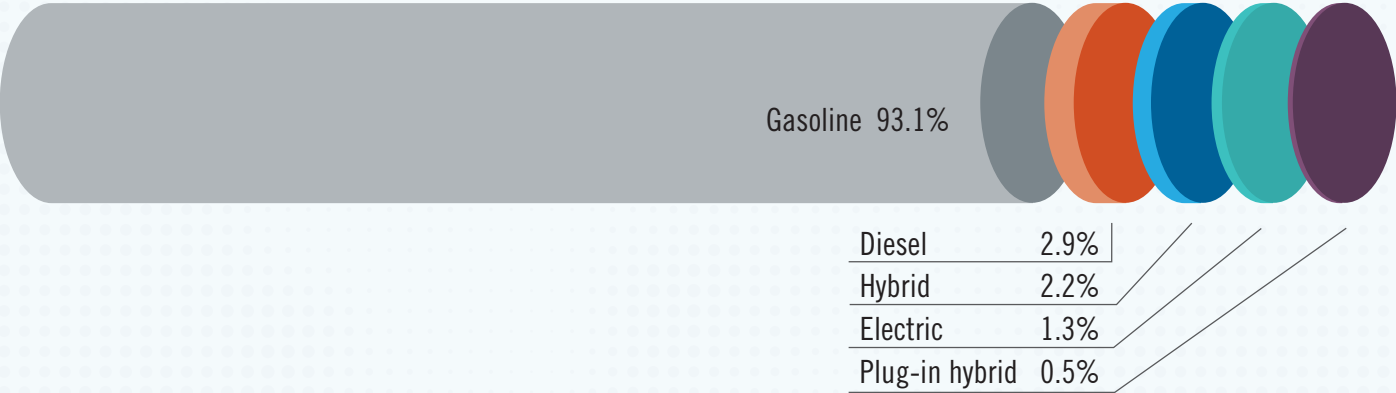 Gasoline 93.1%
Diesel 2.9%
Hybrid 2.2%
Electric 1.3%
Plug-in hybrid 0.5%